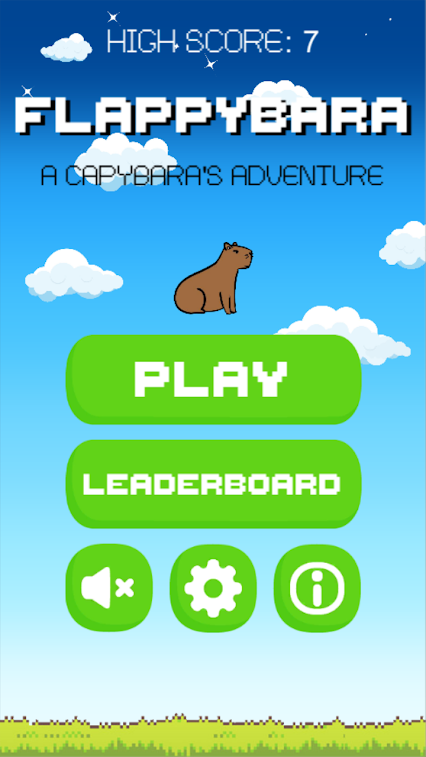 HIGH SCORE: 7
FLAPPYBARA
A CAPYBARA'S ADVENTURE
PLAY
LEADERBOARD